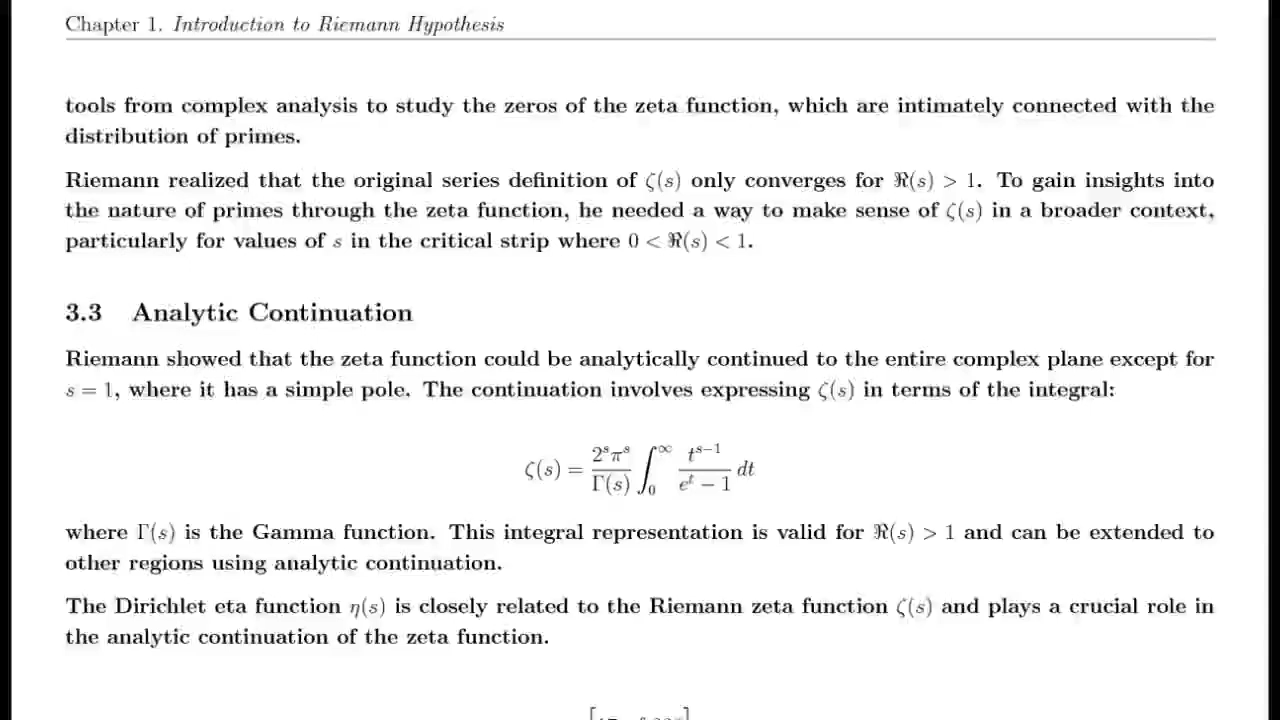 Chapter 1. Introduction to Riemann Hypothesis
tools from complex analysis to study the zeros of the zeta function, which are intimately connected with the
distribution of primes.
Riemann realized that the original series definition of ζ(s) only converges for ℜ(s) > 1. To gain insights into
the nature of primes through the zeta function, he needed a way to make sense of ζ(s) in a broader context,
particularly for values of s in the critical strip where 0 < ℜ(s) < 1.
3.3 Analytic Continuation
Riemann showed that the zeta function could be analytically continued to the entire complex plane except for
s = 1, where it has a simple pole. The continuation involves expressing ζ(s) in terms of the integral:
ζ(s) = \frac{2^s π^s}{Γ(s)} ∫_0^∞ \frac{t^{s−1}}{e^t − 1} dt
where Γ(s) is the Gamma function. This integral representation is valid for ℜ(s) > 1 and can be extended to
other regions using analytic continuation.
The Dirichlet eta function η(s) is closely related to the Riemann zeta function ζ(s) and plays a crucial role in
the analytic continuation of the zeta function.